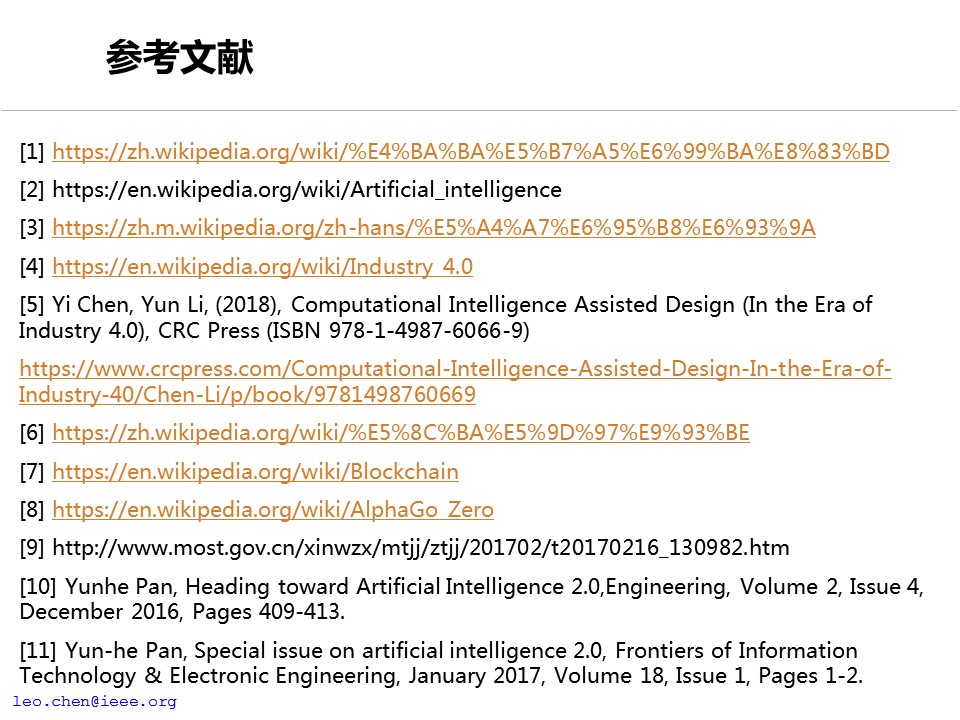 参考文献
[1] https://zh.wikipedia.org/wiki/%E4%BA%BA%E5%B7%A5%E6%99%BA%E8%83%BD
[2] https://en.wikipedia.org/wiki/Artificial_intelligence
[3] https://zh.m.wikipedia.org/zh-hans/%E5%A4%A7%E6%95%B8%E6%93%9A
[4] https://en.wikipedia.org/wiki/Industry_4.0
[5] Yi Chen, Yun Li, (2018), Computational Intelligence Assisted Design (In the Era of
Industry 4.0), CRC Press (ISBN 978-1-4987-6066-9)
https://www.crcpress.com/Computational-Intelligence-Assisted-Design-In-the-Era-of-
Industry-40/Chen-Li/p/book/9781498760669
[6] https://zh.wikipedia.org/wiki/%E5%8C%BA%E5%9D%97%E9%93%BE
[7] https://en.wikipedia.org/wiki/Blockchain
[8] https://en.wikipedia.org/wiki/AlphaGo_Zero
[9] http://www.most.gov.cn/xinwzx/mtjj/ztjj/201702/t20170216_130982.htm
[10] Yunhe Pan, Heading toward Artificial Intelligence 2.0,Engineering, Volume 2, Issue 4,
December 2016, Pages 409-413.
[11] Yun-he Pan, Special issue on artificial intelligence 2.0, Frontiers of Information
Technology & Electronic Engineering, January 2017, Volume 18, Issue 1, Pages 1-2.
leo.chen@ieee.org